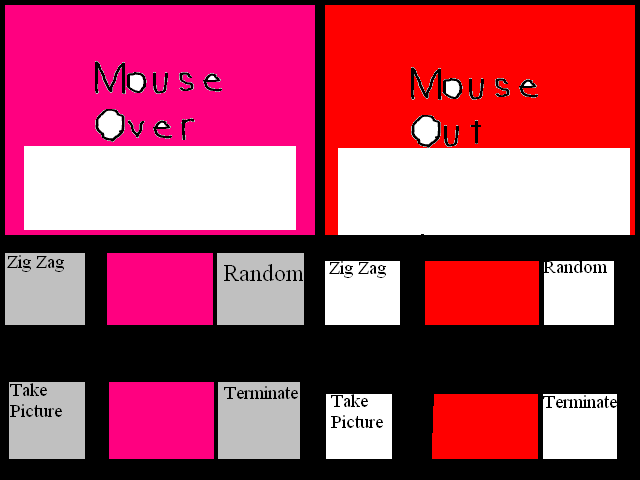 Mouse
Over
Mouse
Out
Zig Zag
Random
Zig Zag
Random
Take
Picture
Terminate
Take
Picture
Terminate